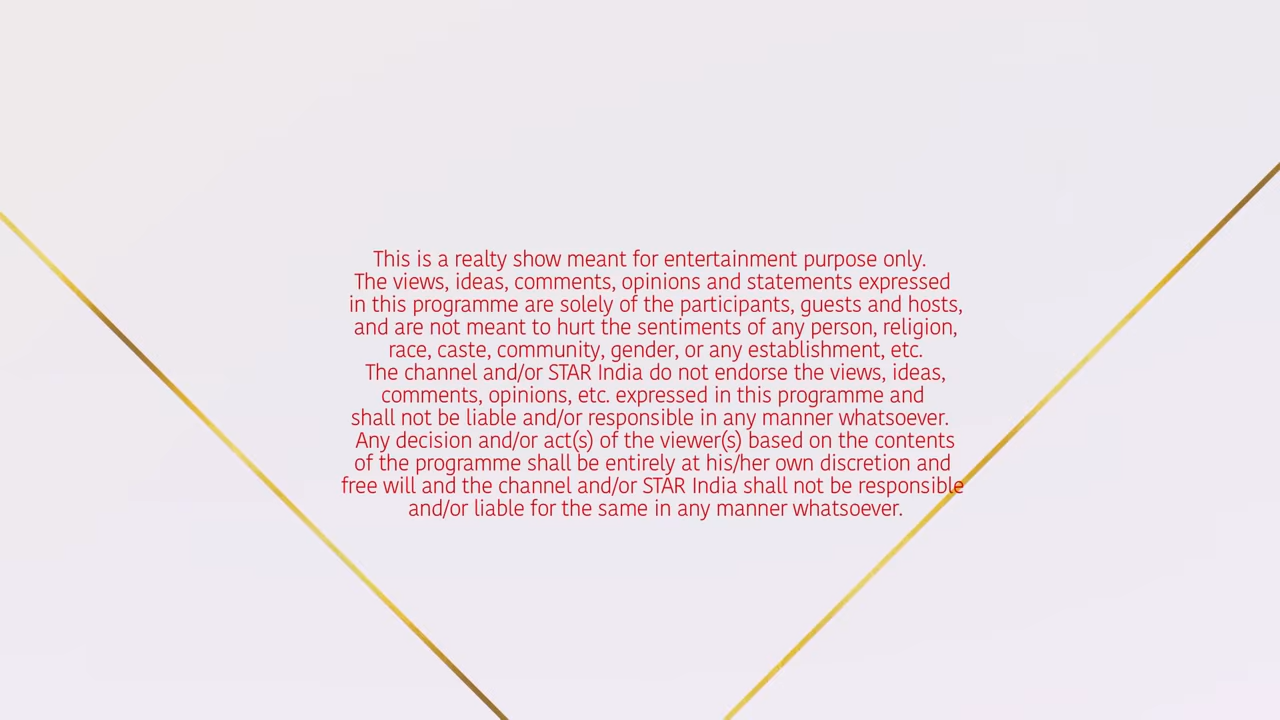 This is a realty show meant for entertainment purpose only.
The views, ideas, comments, opinions and statements expressed
in this programme are solely of the participants, guests and hosts,
and are not meant to hurt the sentiments of any person, religion,
race, caste, community, gender, or any establishment, etc.
The channel and/or STAR India do not endorse the views, ideas,
comments, opinions, etc. expressed in this programme and
shall not be liable and/or responsible in any manner whatsoever.
Any decision and/or act(s) of the viewer(s) based on the contents
of the programme shall be entirely at his/her own discretion and
free will and the channel and/or STAR India shall not be responsible
and/or liable for the same in any manner whatsoever.